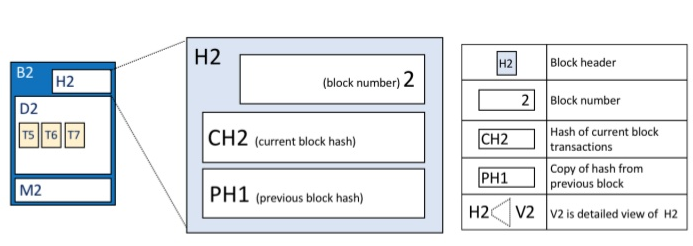 B2
H2
D2
T5 T6 T7
M2
H2
(block number) 2
CH2 (current block hash)
PH1 (previous block hash)
H2 Block header
2 Block number
CH2 Hash of current block
transactions
PH1 Copy of hash from
previous block
H2 V2 V2 is detailed view of H2